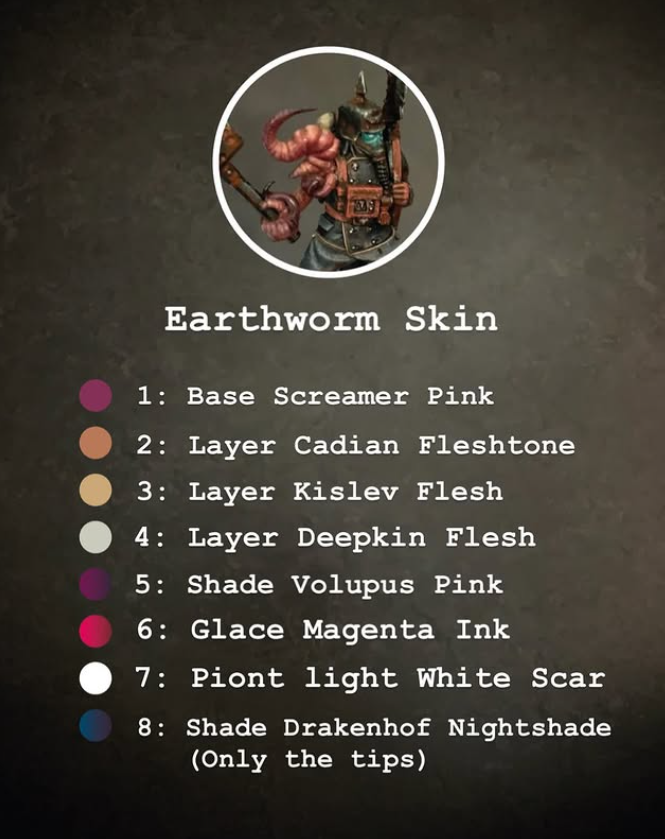 Earthworm Skin
1: Base Screamer Pink
2: Layer Cadian Fleshtone
3: Layer Kislev Flesh
4: Layer Deepkin Flesh
5: Shade Volupus Pink
6: Glace Magenta Ink
7: Piont light White Scar
8: Shade Drakenhof Nightshade
(Only the tips)